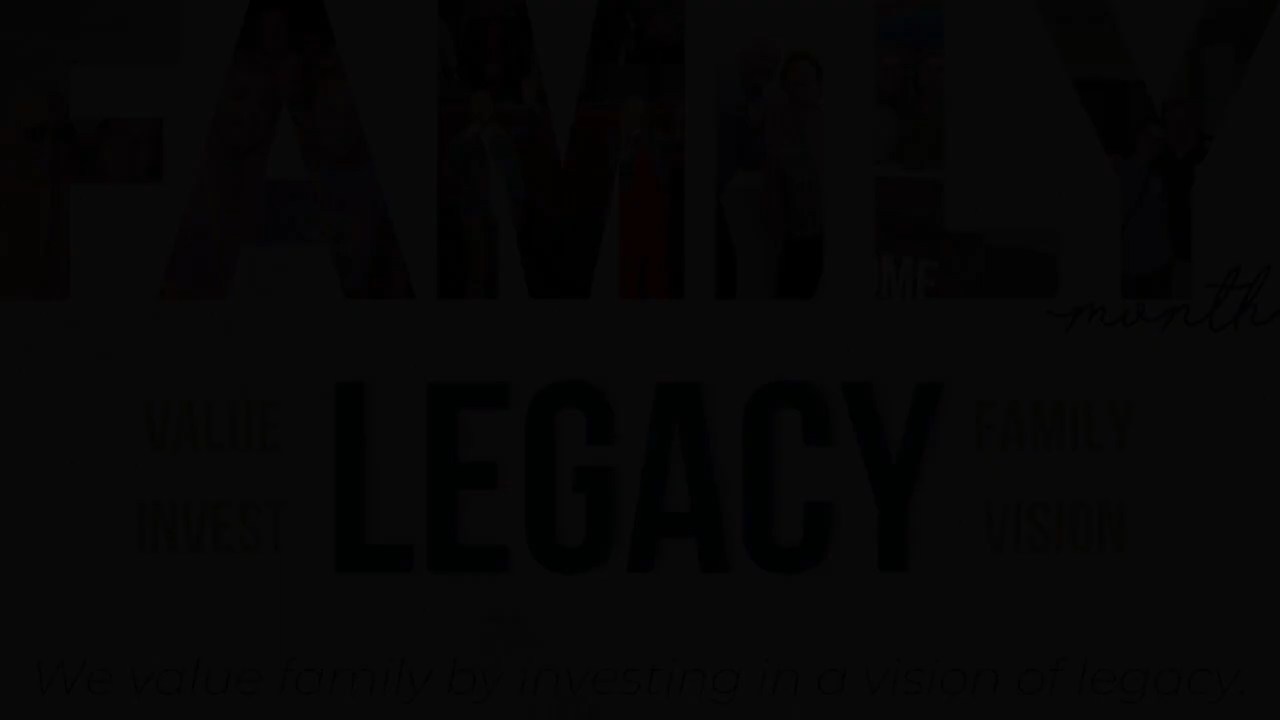 FAMILY
month
VALUE LEGACY FAMILY
INVEST VISION
We value family by investing in a vision of legacy.